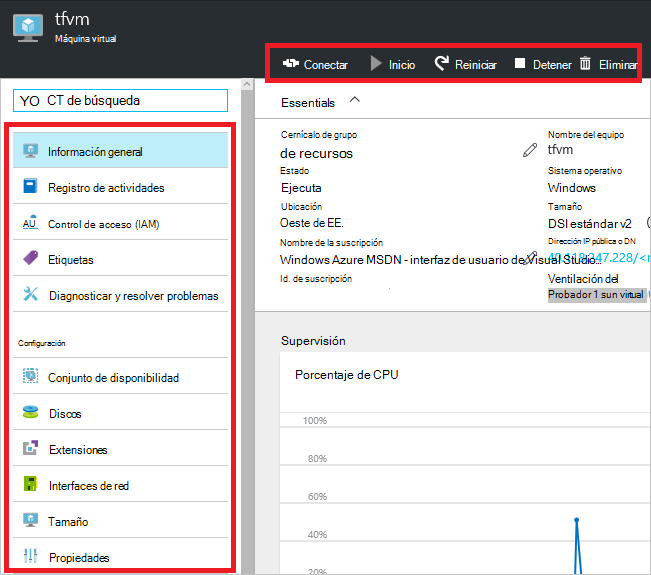 tfvm
Máquina virtual
Conectar
Inicio
Reiniciar
Detener
Eliminar
YO CT de búsqueda
Información general
Registro de actividades
Control de acceso (IAM)
Etiquetas
Diagnosticar y resolver problemas
Configuración
Conjunto de disponibilidad
Discos
Extensiones
Interfaces de red
Tamaño
Propiedades
Essentials
Cernícalo de grupo
de recursos
Estado
Ejecuta
Ubicación
Oeste de EE.
Nombre de la suscripción
Windows Azure MSDN - interfaz de usuario de Visual Studio...
Id. de suscripción
Nombre del equipo
tfvm
Sistema operativo
Windows
Tamaño
DSI estándar v2
Dirección IP pública o DN
40.118.247.228/<n
Ventilación del
Probador 1 sun virtual
Supervisión
Porcentaje de CPU
100%
80%
60%
40%
20%